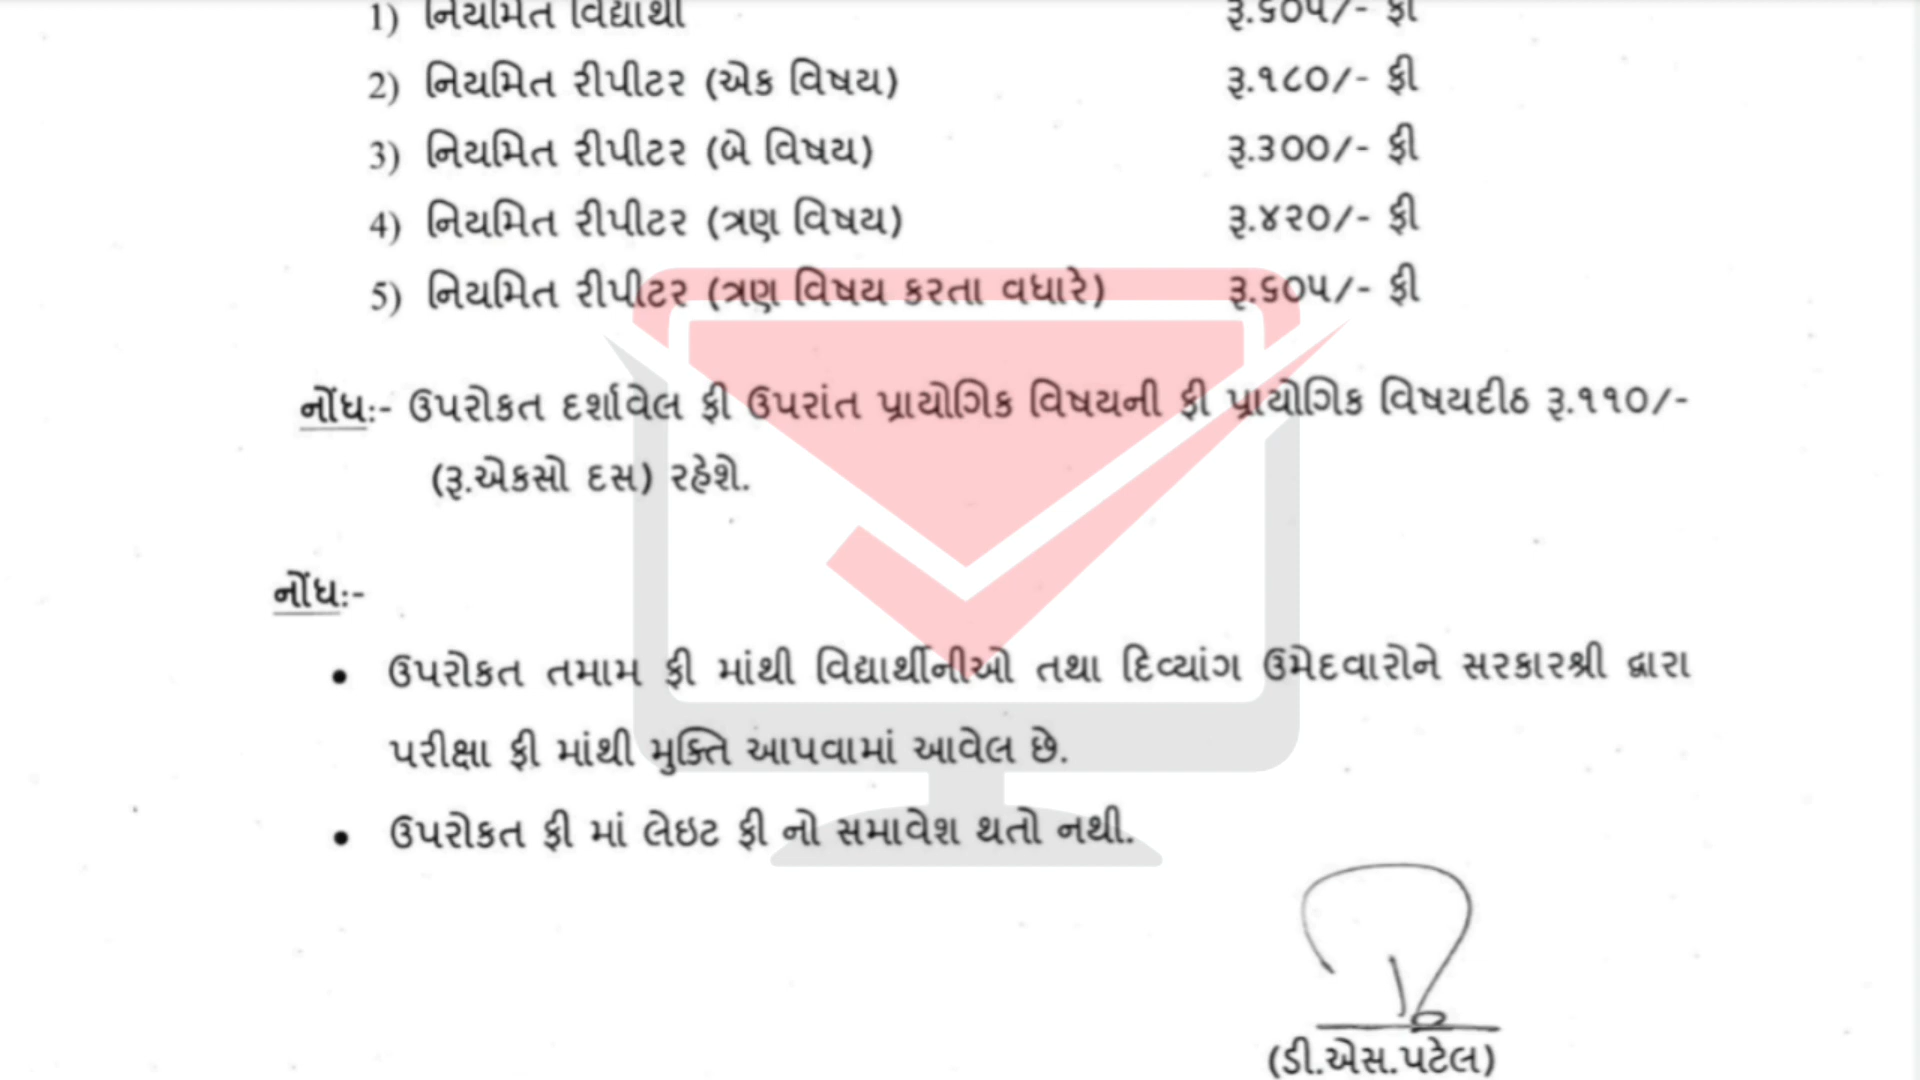 1) નિયમિત વિદ્યાર્થી રૂ.૬૦૫/- ફી
2) નિયમિત રીપીટર (એક વિષય) રૂ.૧૮૦/- ફી
3) નિયમિત રીપીટર (બે વિષય) રૂ.૩૦૦/- ફી
4) નિયમિત રીપીટર (ત્રણ વિષય) રૂ.૪૨૦/- ફી
5) નિયમિત રીપીટર (ત્રણ વિષય કરતા વધારે) રૂ.૬૦૫/- ફી
નોંધ:- ઉપરોકત દર્શાવેલ ફી ઉપરાંત પ્રાયોગિક વિષયની ફી પ્રાયોગિક વિષયદીઠ રૂ.૧૧૦/-
(રૂ.એકસો દસ) રહેશે.
નોંધ:-
• ઉપરોકત તમામ ફી માંથી વિદ્યાર્થીનીઓ તથા દિવ્યાંગ ઉમેદવારોને સરકારશ્રી દ્વારા
પરીક્ષા ફી માંથી મુક્તિ આપવામાં આવેલ છે.
• ઉપરોકત ફી માં લેઇટ ફી નો સમાવેશ થતો નથી.
(ડી.એસ.પટેલ)